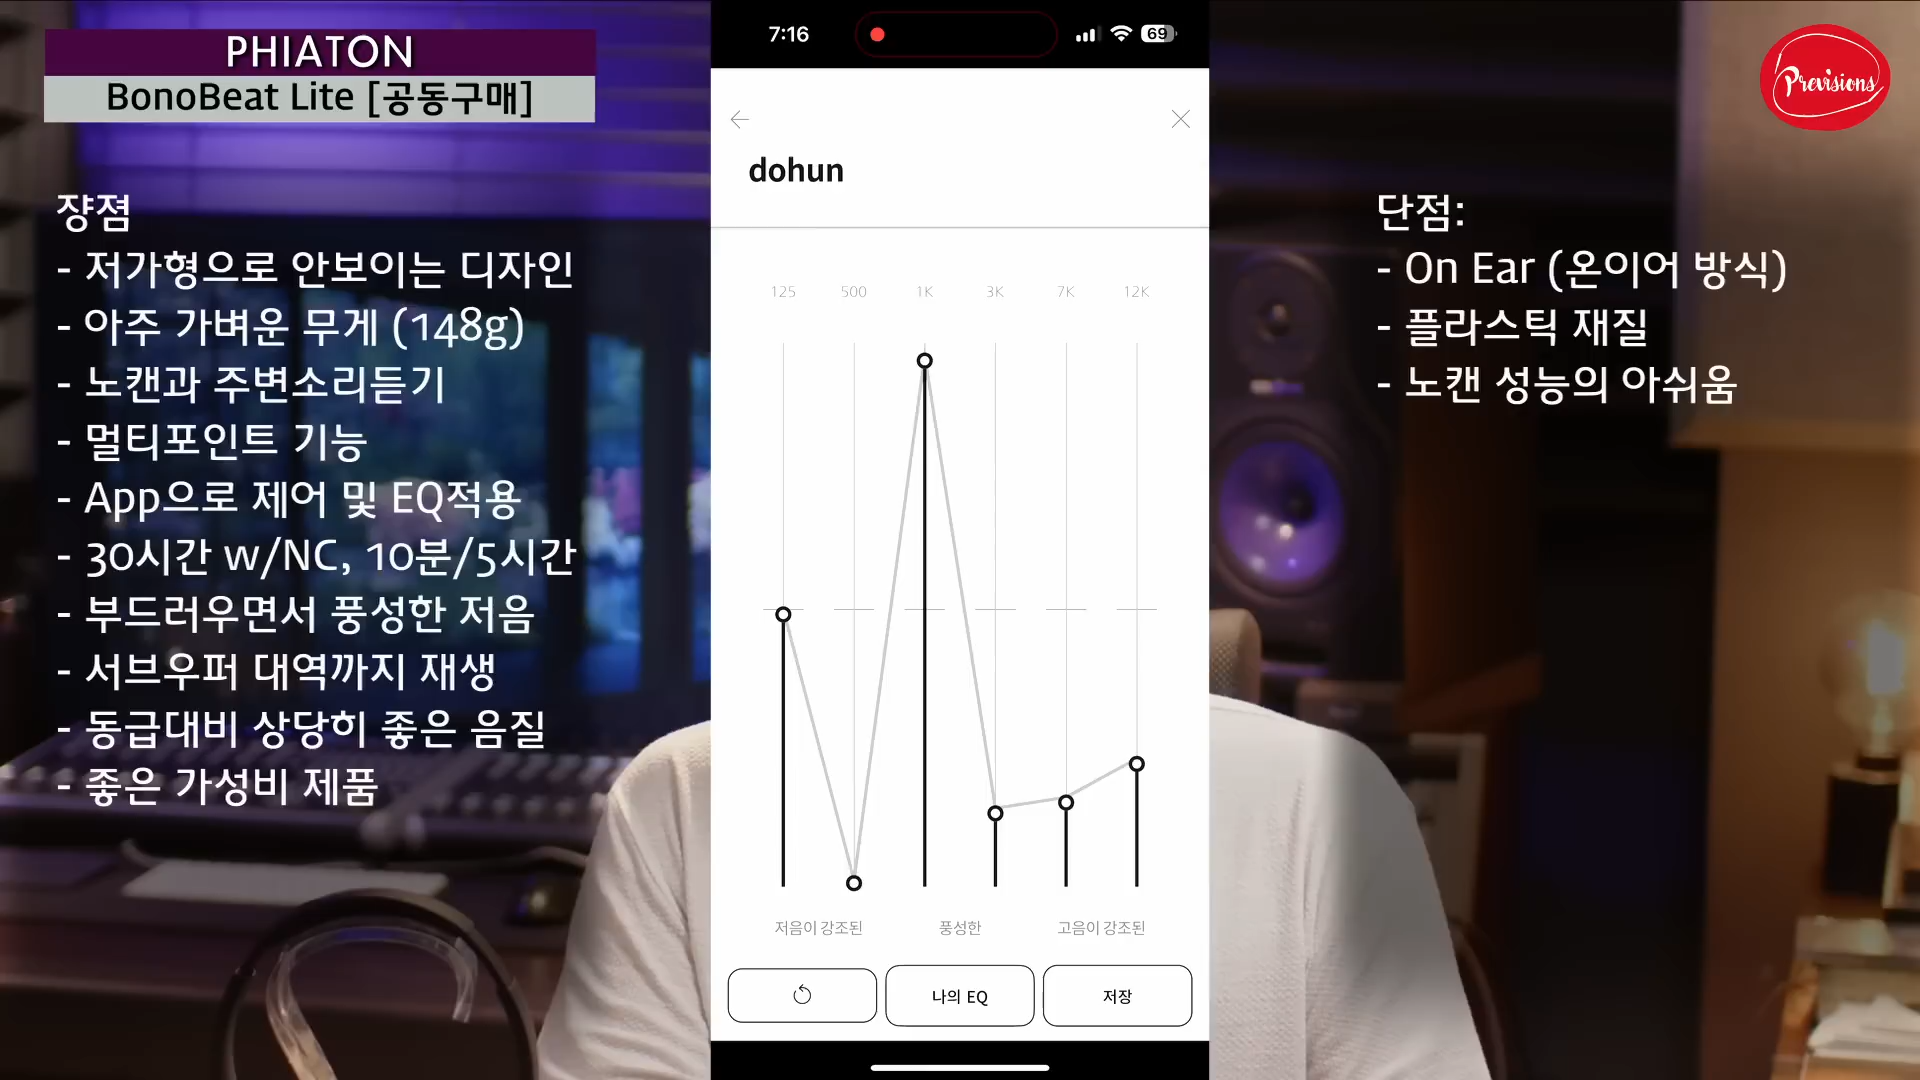 PHIATON
BonoBeat Lite [공동구매]
쟝졈
- 저가형으로 안보이는 디자인
- 아주 가벼운 무게 (148g)
- 노캔과 주변소리듣기
- 멀티포인트 기능
- App으로 제어 및 EQ적용
- 30시간 w/NC, 10분/5시간
- 부드러우면서 풍성한 저음
- 서브우퍼 대역까지 재생
- 동급대비 상당히 좋은 음질
- 좋은 가성비 제품
7:16
69
dohun
125 500 1K 3K 7K 12K
저음이 강조된 풍성한 고음이 강조된
나의 EQ 저장
Previsions
단점:
- On Ear (온이어 방식)
- 플라스틱 재질
- 노캔 성능의 아쉬움